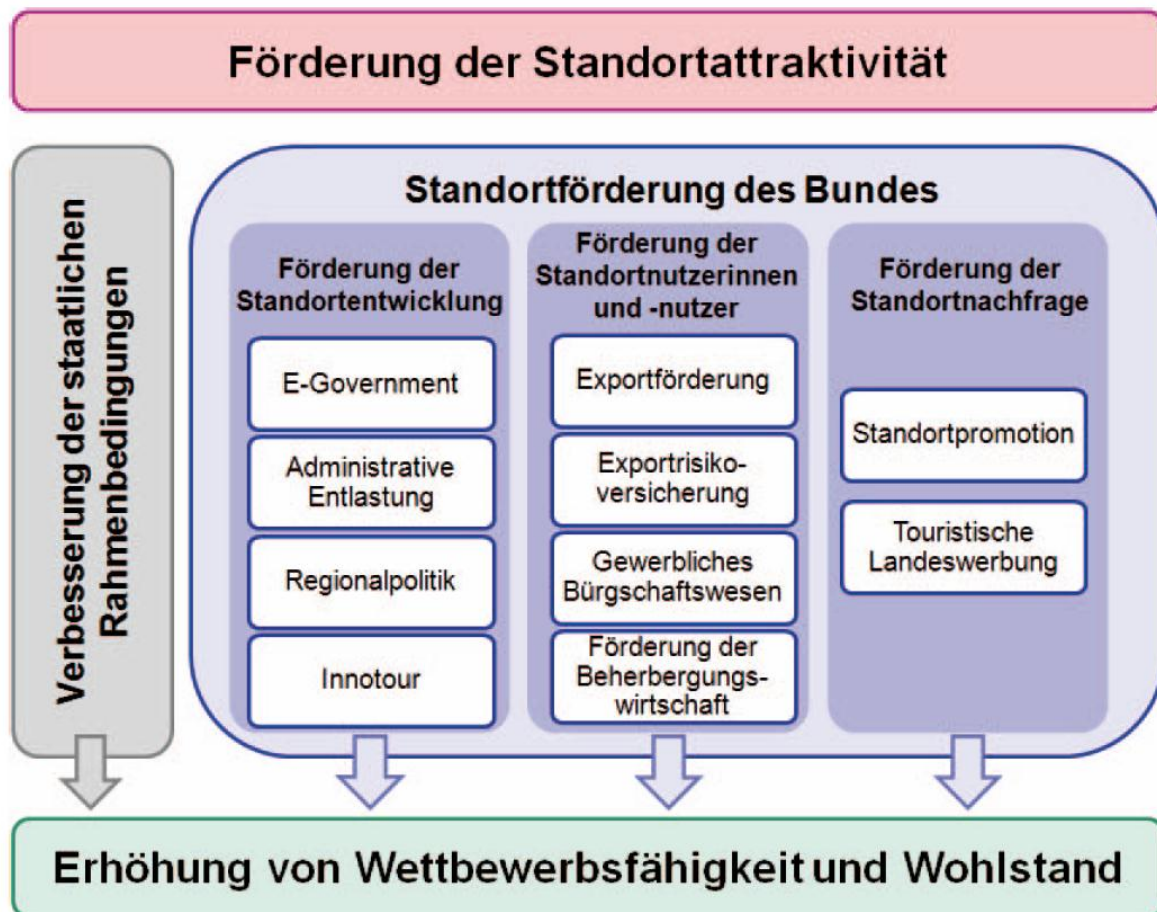 Förderung der Standortattraktivität
Verbesserung der staatlichen
Rahmenbedingungen
Standortförderung des Bundes
Förderung der
Standortentwicklung
E-Government
Administrative
Entlastung
Regionalpolitik
Innotour
Förderung der
Standortnutzerinnen
und -nutzer
Exportförderung
Exportrisiko-
versicherung
Gewerbliches
Bürgschaftswesen
Förderung der
Beherbergungs-
wirtschaft
Förderung der
Standortnachfrage
Standortpromotion
Touristische
Landeswerbung
Erhöhung von Wettbewerbsfähigkeit und Wohlstand